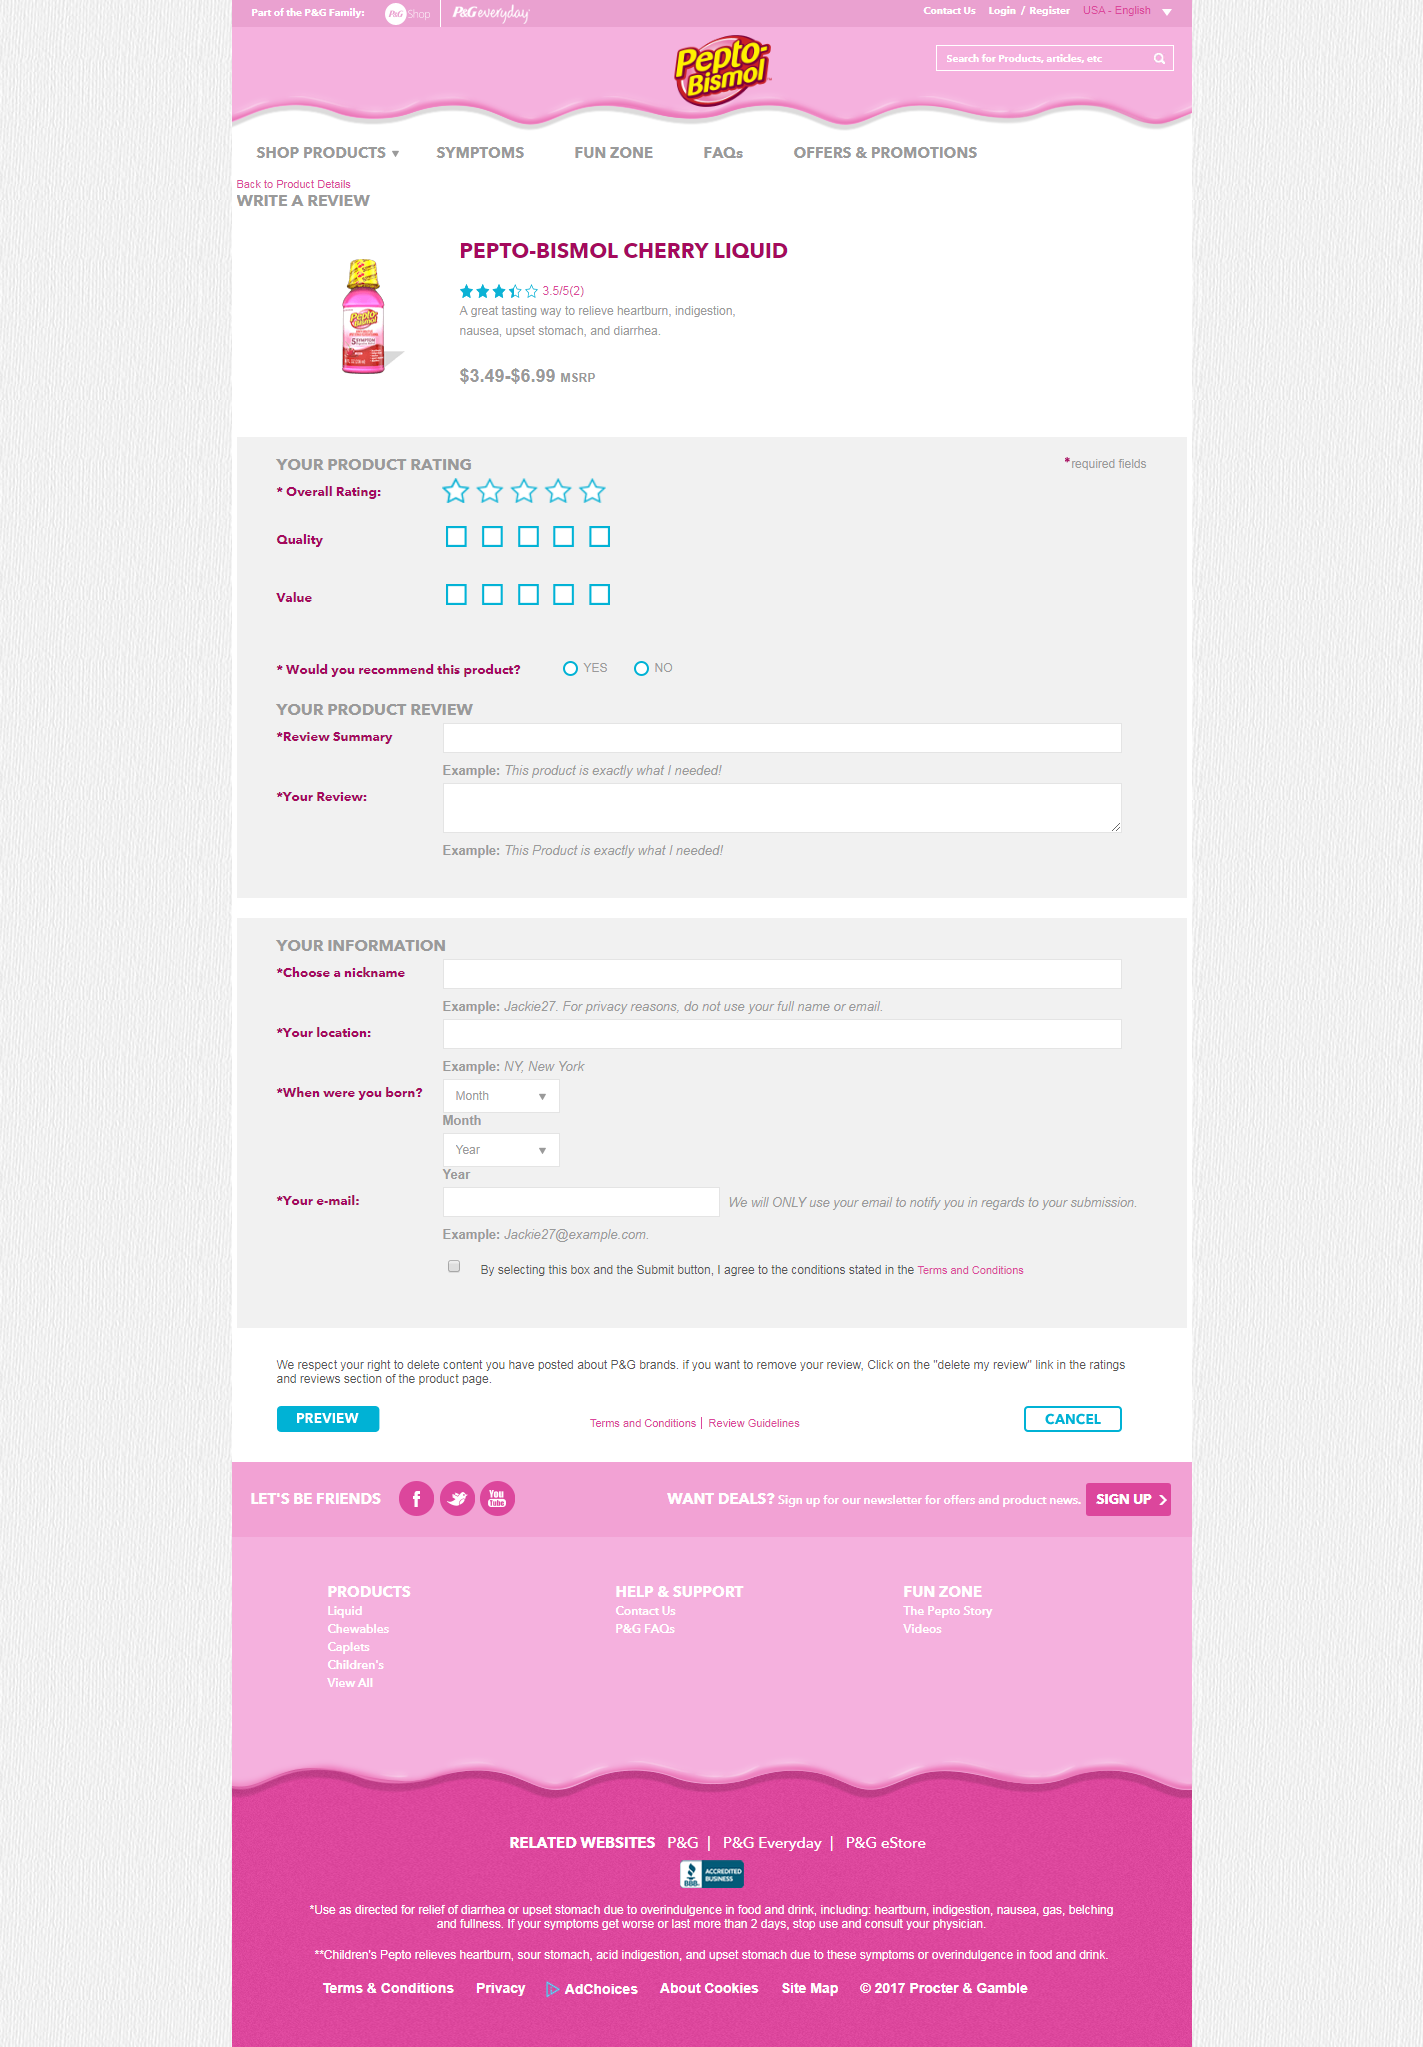 Part of the P&G Family:
P&G Shop
P&G everyday
Contact Us Login / Register USA - English
Pepto-
Bismol
Search for Products, articles, etc
SHOP PRODUCTS ▼ SYMPTOMS FUN ZONE FAQs OFFERS & PROMOTIONS
Back to Product Details
WRITE A REVIEW
PEPTO-BISMOL CHERRY LIQUID
Pepto
Bismol
5 SYMPTOM
3.5/5(2)
A great tasting way to relieve heartburn, indigestion,
nausea, upset stomach, and diarrhea.
$3.49-$6.99 MSRP
YOUR PRODUCT RATING
*required fields
* Overall Rating:
Quality
Value
* Would you recommend this product? YES NO
YOUR PRODUCT REVIEW
*Review Summary
Example: This product is exactly what I needed!
*Your Review:
Example: This Product is exactly what I needed!
YOUR INFORMATION
*Choose a nickname
Example: Jackie27. For privacy reasons, do not use your full name or email.
*Your location:
Example: NY, New York
*When were you born? Month
Month
Year
Year
*Your e-mail: We will ONLY use your email to notify you in regards to your submission.
Example: Jackie27@example.com.
By selecting this box and the Submit button, I agree to the conditions stated in the Terms and Conditions
We respect your right to delete content you have posted about P&G brands. if you want to remove your review, Click on the "delete my review" link in the ratings
and reviews section of the product page.
PREVIEW Terms and Conditions | Review Guidelines CANCEL
LET'S BE FRIENDS
f
You
Tube
WANT DEALS? Sign up for our newsletter for offers and product news. SIGN UP
PRODUCTS
Liquid
Chewables
Caplets
Children's
View All
HELP & SUPPORT
Contact Us
P&G FAQs
FUN ZONE
The Pepto Story
Videos
RELATED WEBSITES P&G | P&G Everyday | P&G eStore
BBB
ACCREDITED
BUSINESS
*Use as directed for relief of diarrhea or upset stomach due to overindulgence in food and drink, including: heartburn, indigestion, nausea, gas, belching
and fullness. If your symptoms get worse or last more than 2 days, stop use and consult your physician.
**Children's Pepto relieves heartburn, sour stomach, acid indigestion, and upset stomach due to these symptoms or overindulgence in food and drink.
Terms & Conditions Privacy AdChoices About Cookies Site Map © 2017 Procter & Gamble